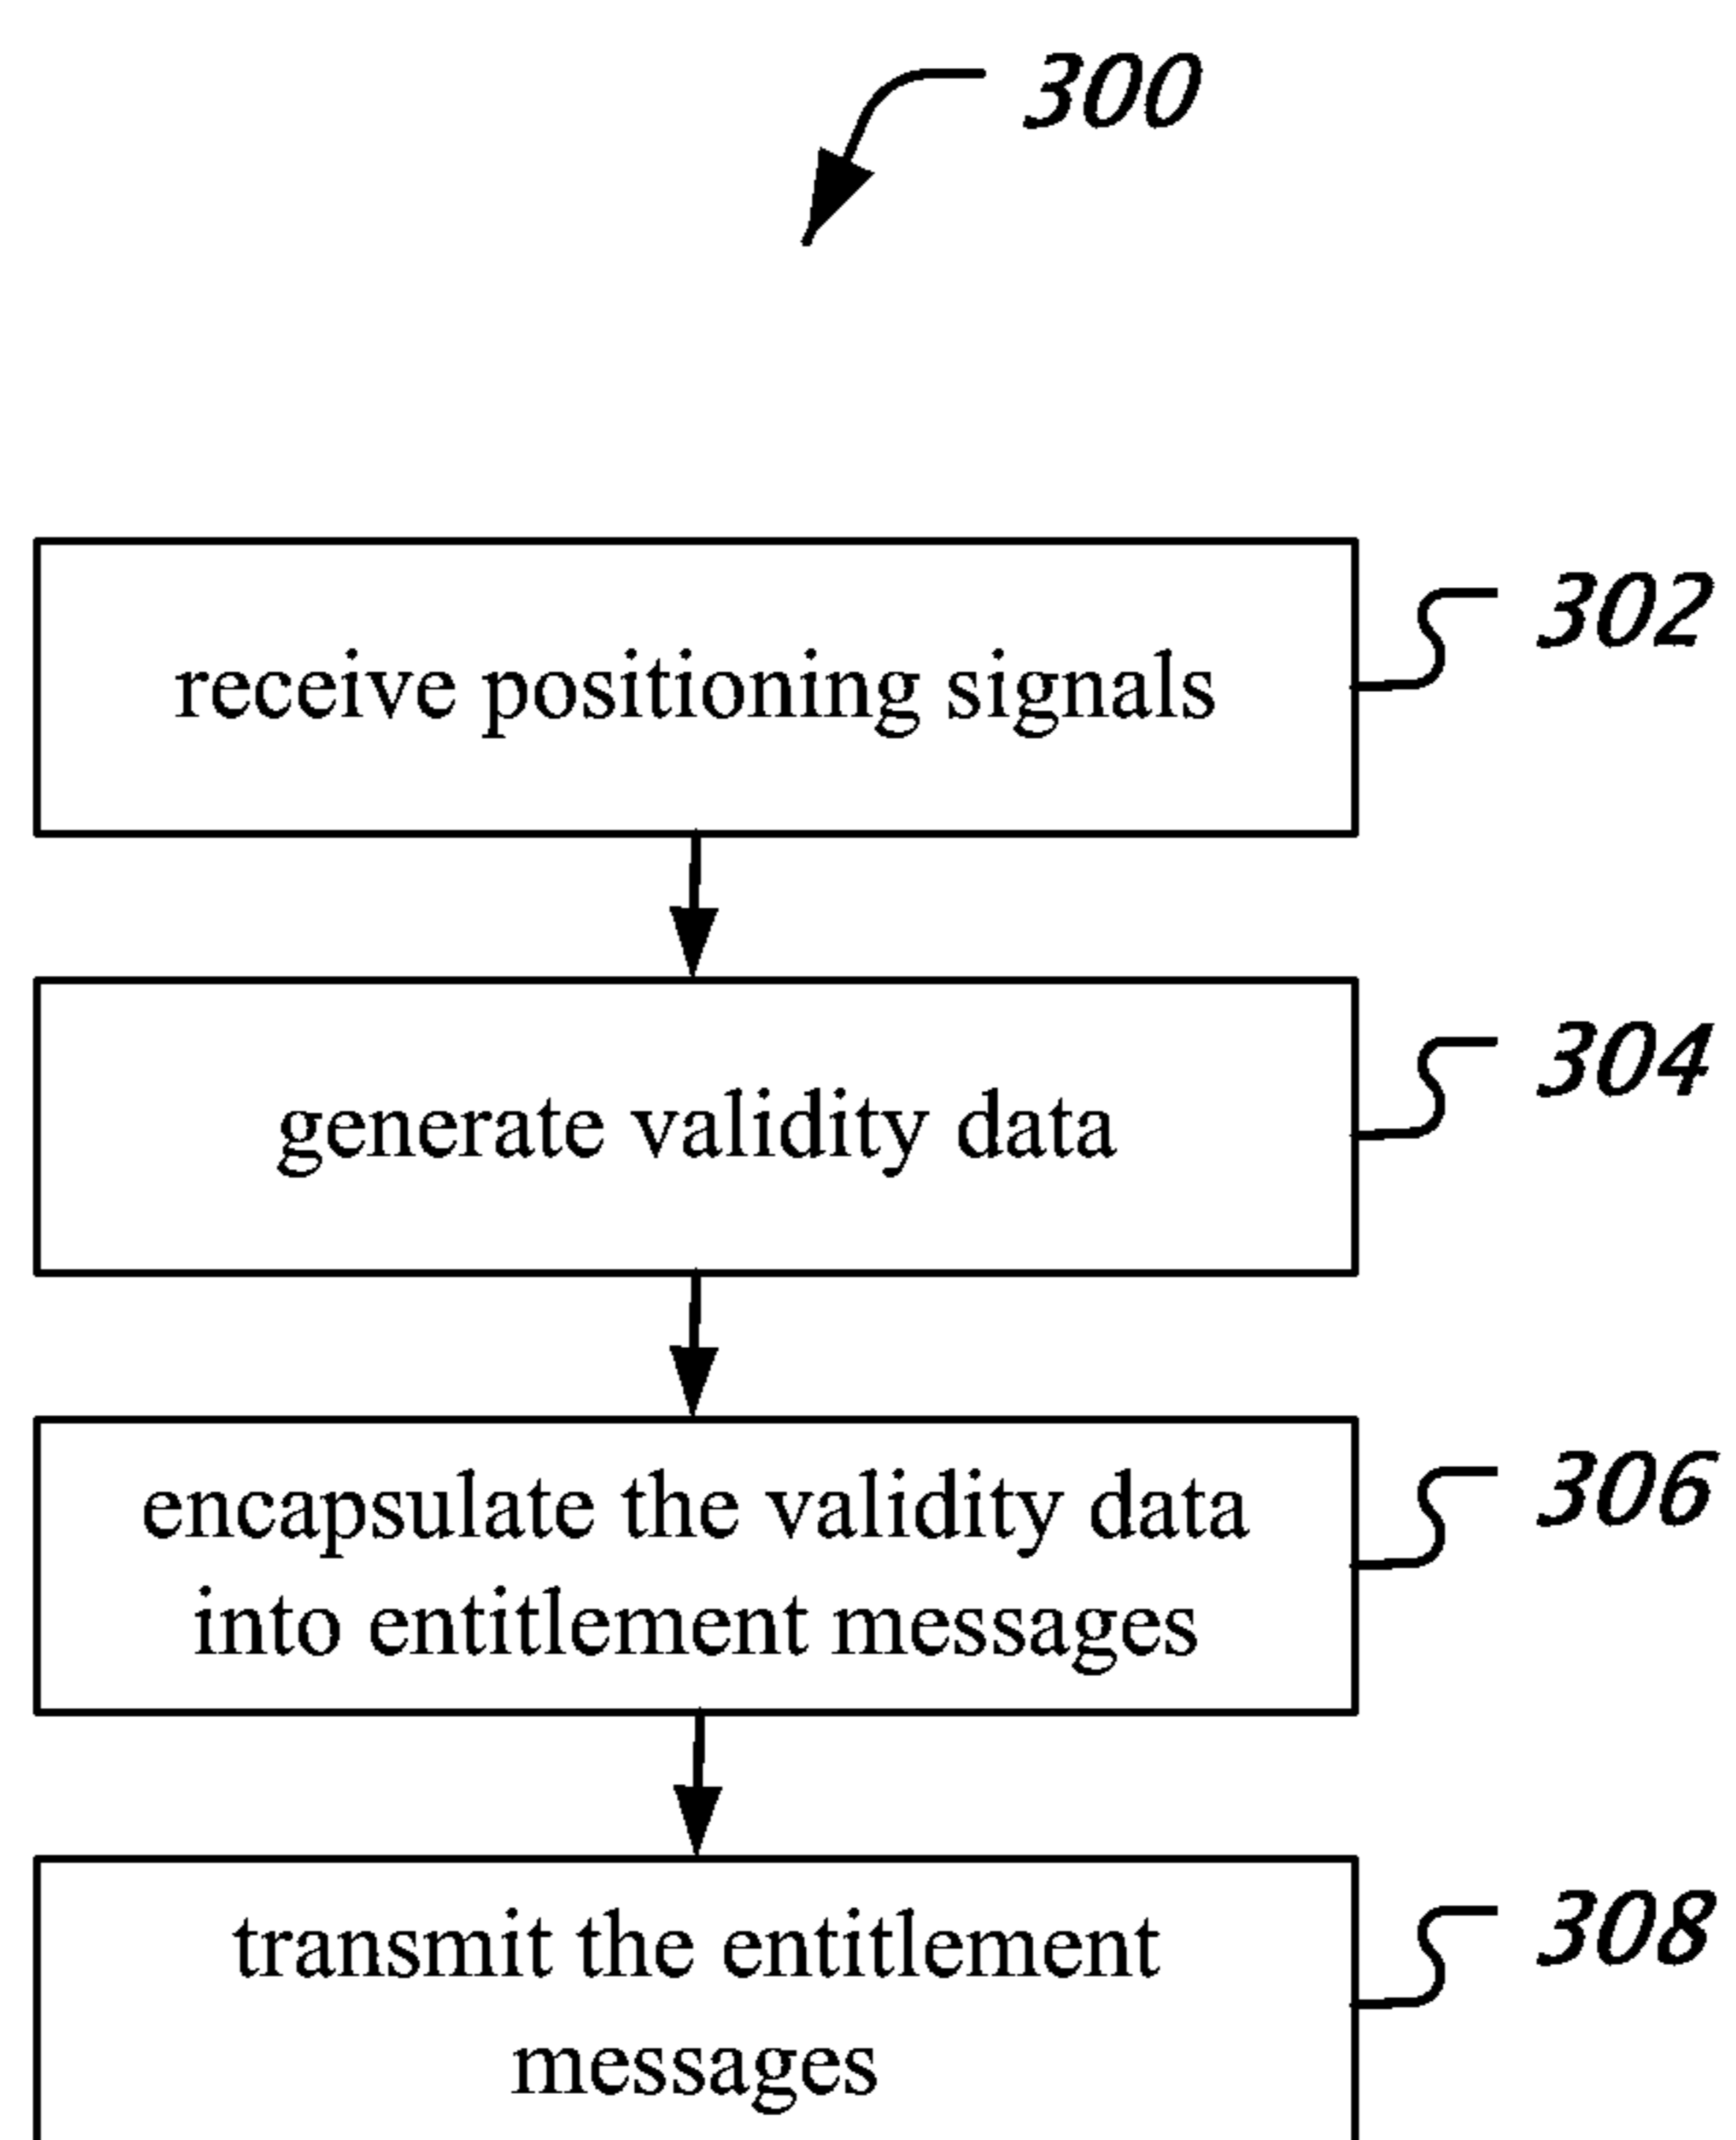 300
receive positioning signals
302
generate validity data
304
encapsulate the validity data
into entitlement messages
306
transmit the entitlement
messages
308